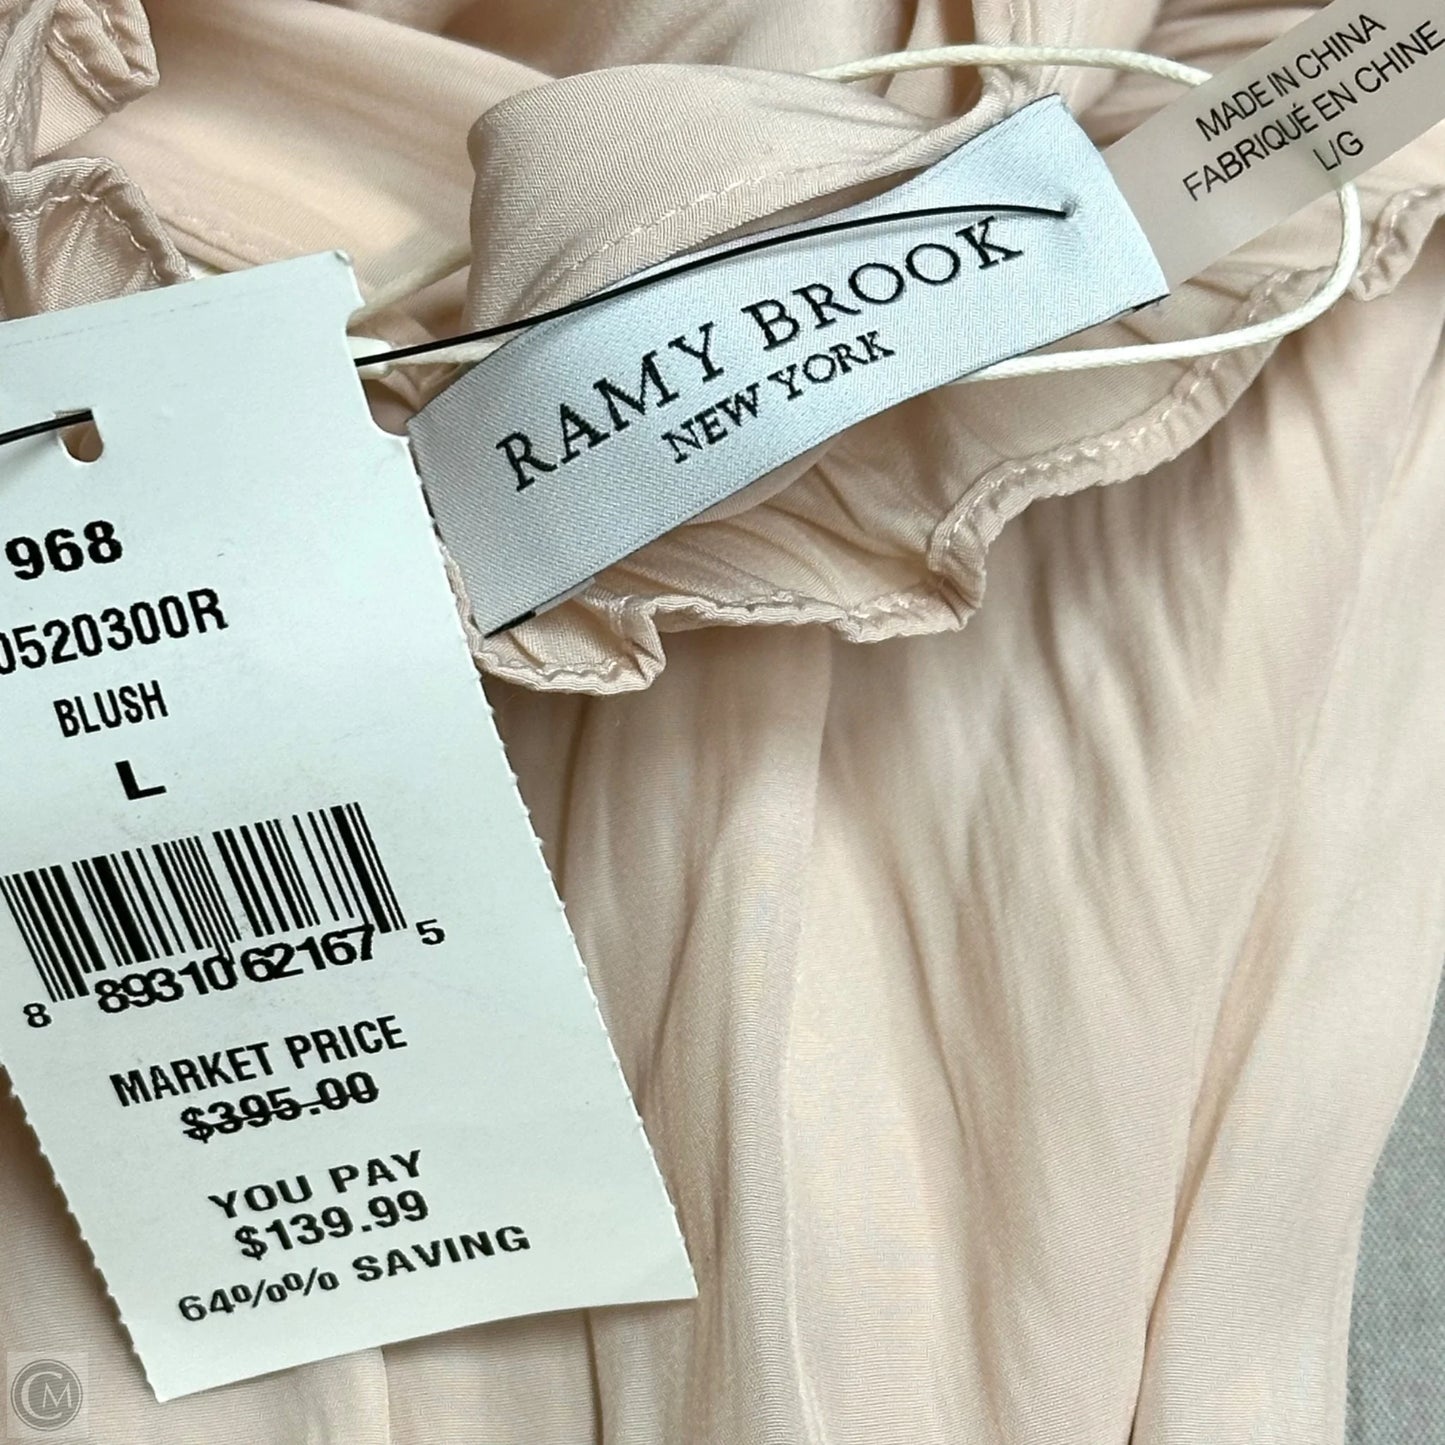 MADE IN CHINA
FABRIQUÉ EN CHINE
L/G
RAMY BROOK
NEW YORK
968
0520300R
BLUSH
L
8 89310 62167 5
MARKET PRICE
$395.00
YOU PAY
$139.99
64%% SAVING
CM